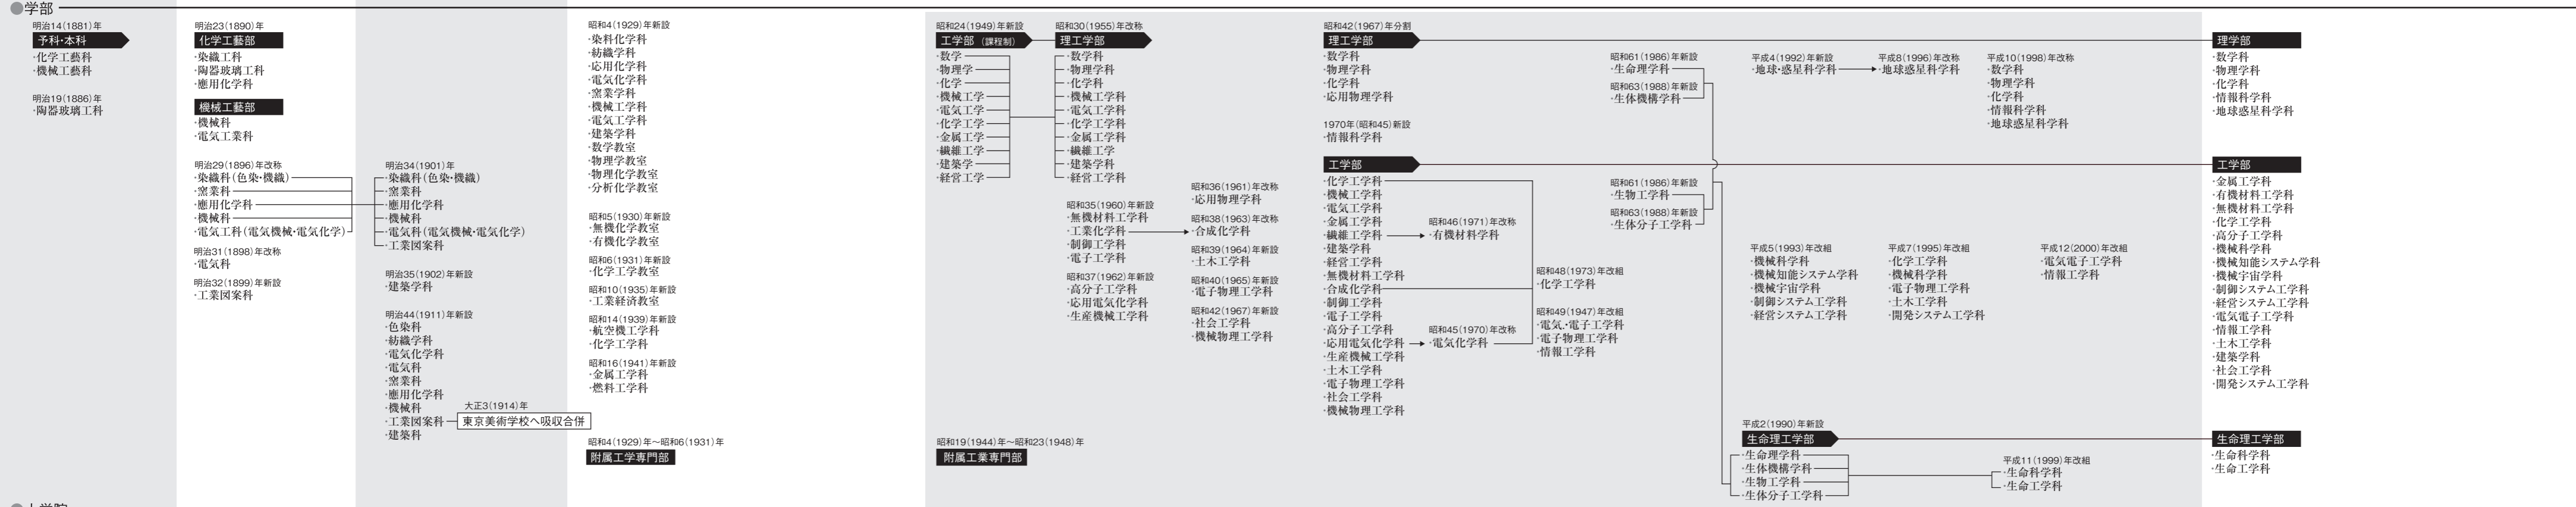 ●学部
明治14(1881)年
予科・本科
・化学工藝科
・機械工藝科
明治19(1886)年
・陶器玻璃工科
明治23(1890)年
化学工藝部
・染織工科
・陶器玻璃工科
・應用化学科
機械工藝部
・機械科
・電気工業科
明治29(1896)年改称
・染織科(色染・機織)
・窯業科
・應用化学科
・機械科
・電気工科(電気機械・電気化学)
明治31(1898)年改称
・電気科
明治32(1899)年新設
・工業図案科
明治34(1901)年
・染織科(色染・機織)
・窯業科
・應用化学科
・機械科
・電気科(電気機械・電気化学)
・工業図案科
明治35(1902)年新設
・建築学科
明治44(1911)年新設
・色染科
・紡織学科
・電気化学科
・電気科
・窯業科
・應用化学科
・機械科
・工業図案科
・建築科
大正3(1914)年
東京美術学校へ吸収合併
昭和4(1929)年新設
・染料化学科
・紡織学科
・応用化学科
・電気化学科
・窯業学科
・機械工学科
・電気工学科
・建築学科
・数学教室
・物理学教室
・物理化学教室
・分析化学教室
昭和5(1930)年新設
・無機化学教室
・有機化学教室
昭和6(1931)年新設
・化学工学教室
昭和10(1935)年新設
・工業経済教室
昭和14(1939)年新設
・航空機工学科
・化学工学科
昭和16(1941)年新設
・金属工学科
・燃料工学科
昭和4(1929)年〜昭和6(1931)年
附属工学専門部
昭和24(1949)年新設
工学部(課程制)
・数学
・物理学
・化学
・機械工学
・電気工学
・化学工学
・金属工学
・繊維工学
・建築学
・経営工学
昭和19(1944)年〜昭和23(1948)年
附属工業専門部
昭和30(1955)年改称
理工学部
・数学科
・物理学科
・化学科
・機械工学科
・電気工学科
・化学工学科
・金属工学科
・繊維工学
・建築学科
・経営工学科
昭和35(1960)年新設
・無機材料工学科
・工業化学科
・制御工学科
・電子工学科
昭和37(1962)年新設
・高分子工学科
・応用電気化学科
・生産機械工学科
昭和36(1961)年改称
・応用物理学科
昭和38(1963)年改称
・合成化学科
昭和39(1964)年新設
・土木工学科
昭和40(1965)年新設
・電子物理工学科
昭和42(1967)年新設
・社会工学科
・機械物理工学科
昭和42(1967)年分割
理工学部
・数学科
・物理学科
・化学科
・応用物理学科
1970年(昭和45)新設
・情報科学科
工学部
・化学工学科
・機械工学科
・電気工学科
・金属工学科
・繊維工学科
・建築学科
・経営工学科
・無機材料工学科
・合成化学科
・制御工学科
・電子工学科
・高分子工学科
・応用電気化学科
・生産機械工学科
・土木工学科
・電子物理工学科
・社会工学科
・機械物理工学科
昭和46(1971)年改称
・有機材料学科
昭和45(1970)年改称
・電気化学科
昭和48(1973)年改組
・化学工学科
昭和49(1947)年改組
・電気・電子工学科
・電子物理工学科
・情報工学科
昭和61(1986)年新設
・生命理学科
昭和63(1988)年新設
・生体機構学科
昭和61(1986)年新設
・生物工学科
昭和63(1988)年新設
・生体分子工学科
平成4(1992)年新設
・地球・惑星科学科
平成8(1996)年改称
・地球惑星科学科
平成10(1998)年改称
・数学科
・物理学科
・化学科
・情報科学科
・地球惑星科学科
平成5(1993)年改組
・機械科学科
・機械知能システム学科
・機械宇宙学科
・制御システム工学科
・経営システム工学科
平成7(1995)年改組
・化学工学科
・機械科学科
・電子物理工学科
・土木工学科
・開発システム工学科
平成12(2000)年改組
・電気電子工学科
・情報工学科
平成2(1990)年新設
生命理工学部
・生命理学科
・生体機構学科
・生物工学科
・生体分子工学科
平成11(1999)年改組
・生命科学科
・生命工学科
理学部
・数学科
・物理学科
・化学科
・情報科学科
・地球惑星科学科
工学部
・金属工学科
・有機材料工学科
・無機材料工学科
・化学工学科
・高分子工学科
・機械科学科
・機械知能システム学科
・機械宇宙学科
・制御システム工学科
・経営システム工学科
・電気電子工学科
・情報工学科
・土木工学科
・建築学科
・社会工学科
・開発システム工学科
生命理工学部
・生命科学科
・生命工学科